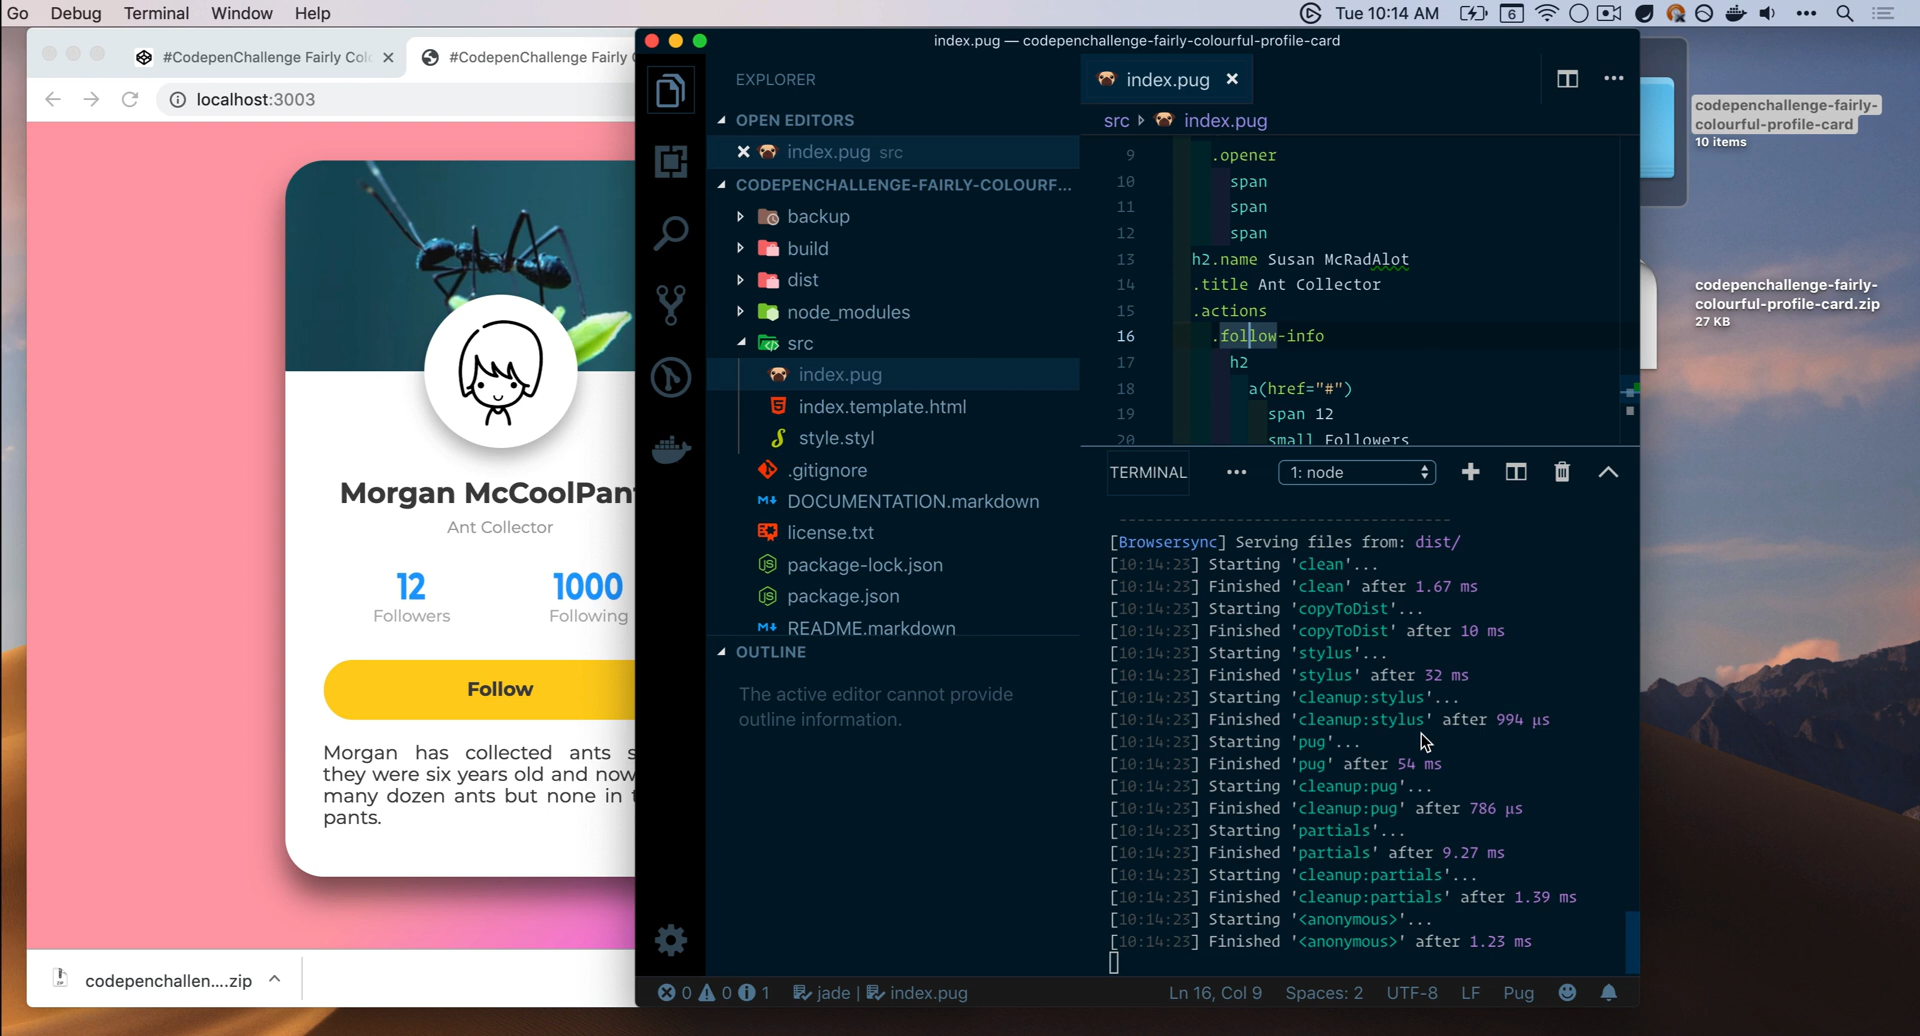 Go Debug Terminal Window Help
6 Tue 10:14 AM
#CodepenChallenge Fairly Col
#CodepenChallenge Fairly
localhost:3003
Morgan McCoolPan
Ant Collector
12 1000
Followers Following
Follow
Morgan has collected ants s
they were six years old and now
many dozen ants but none in t
pants.
codepenchallen....zip
index.pug — codepenchallenge-fairly-colourful-profile-card
EXPLORER
OPEN EDITORS
index.pug src
CODEPENCHALLENGE-FAIRLY-COLOURF...
backup
build
dist
node_modules
src
index.pug
index.template.html
style.styl
.gitignore
DOCUMENTATION.markdown
license.txt
package-lock.json
package.json
README.markdown
OUTLINE
The active editor cannot provide
outline information.
index.pug
src index.pug
9 .opener
10 span
11 span
12 span
13 h2.name Susan McRadAlot
14 .title Ant Collector
15 .actions
16 .follow-info
17 h2
18 a(href="#")
19 span 12
20 small Followers
TERMINAL ••• 1: node
------------------------------------
[Browsersync] Serving files from: dist/
[10:14:23] Starting 'clean'...
[10:14:23] Finished 'clean' after 1.67 ms
[10:14:23] Starting 'copyToDist'...
[10:14:23] Finished 'copyToDist' after 10 ms
[10:14:23] Starting 'stylus'...
[10:14:23] Finished 'stylus' after 32 ms
[10:14:23] Starting 'cleanup:stylus'...
[10:14:23] Finished 'cleanup:stylus' after 994 μs
[10:14:23] Starting 'pug'...
[10:14:23] Finished 'pug' after 54 ms
[10:14:23] Starting 'cleanup:pug'...
[10:14:23] Finished 'cleanup:pug' after 786 μs
[10:14:23] Starting 'partials'...
[10:14:23] Finished 'partials' after 9.27 ms
[10:14:23] Starting 'cleanup:partials'...
[10:14:23] Finished 'cleanup:partials' after 1.39 ms
[10:14:23] Starting '<anonymous>'...
[10:14:23] Finished '<anonymous>' after 1.23 ms
0 0 1 jade | index.pug Ln 16, Col 9 Spaces: 2 UTF-8 LF Pug
codepenchallenge-fairly-
colourful-profile-card
10 items
codepenchallenge-fairly-
colourful-profile-card.zip
27 KB